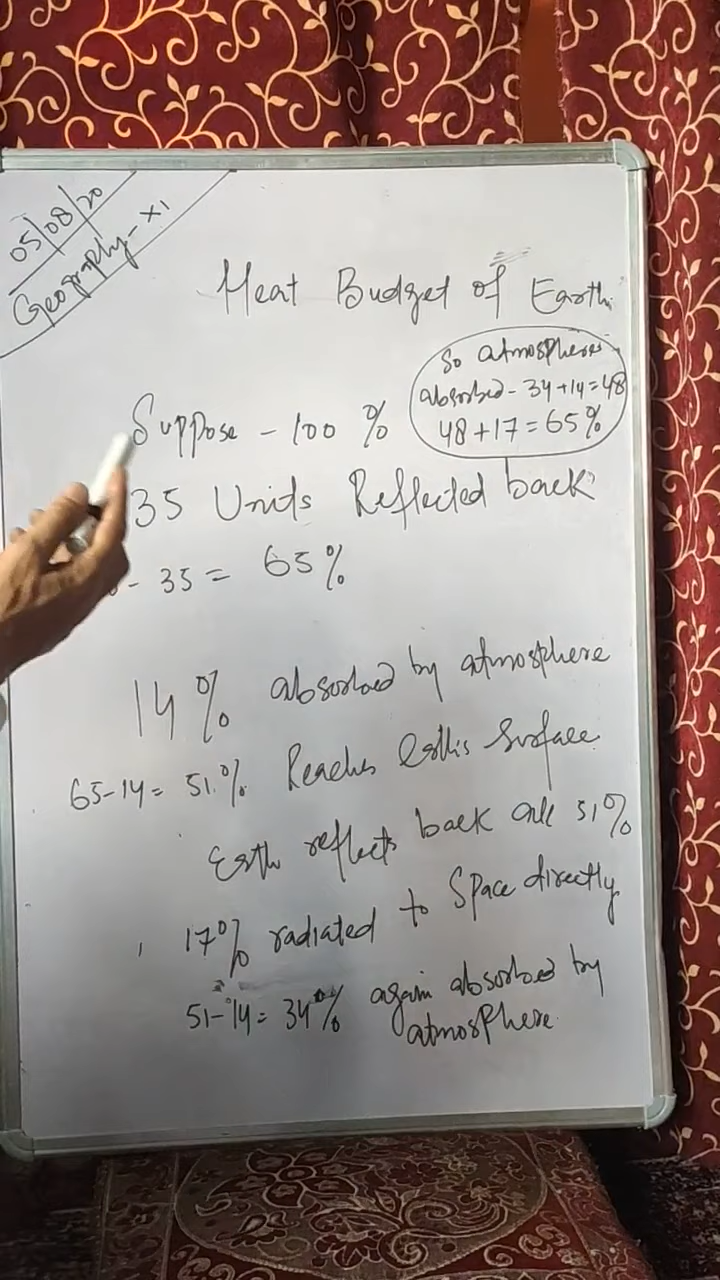 05/08/20
Geography - XI
Heat Budget of Earth
So atmosphere
absorbed - 34+14=48
48+17=65%
Suppose - 100 %
35 Units Reflected back
- 35 = 65%
14% absorbed by atmosphere
65-14= 51.% Reaches Eath's Surface
Earth reflects back all 51%
17% radiated to Space directly
51-14= 34% again absorbed by
atmosphere